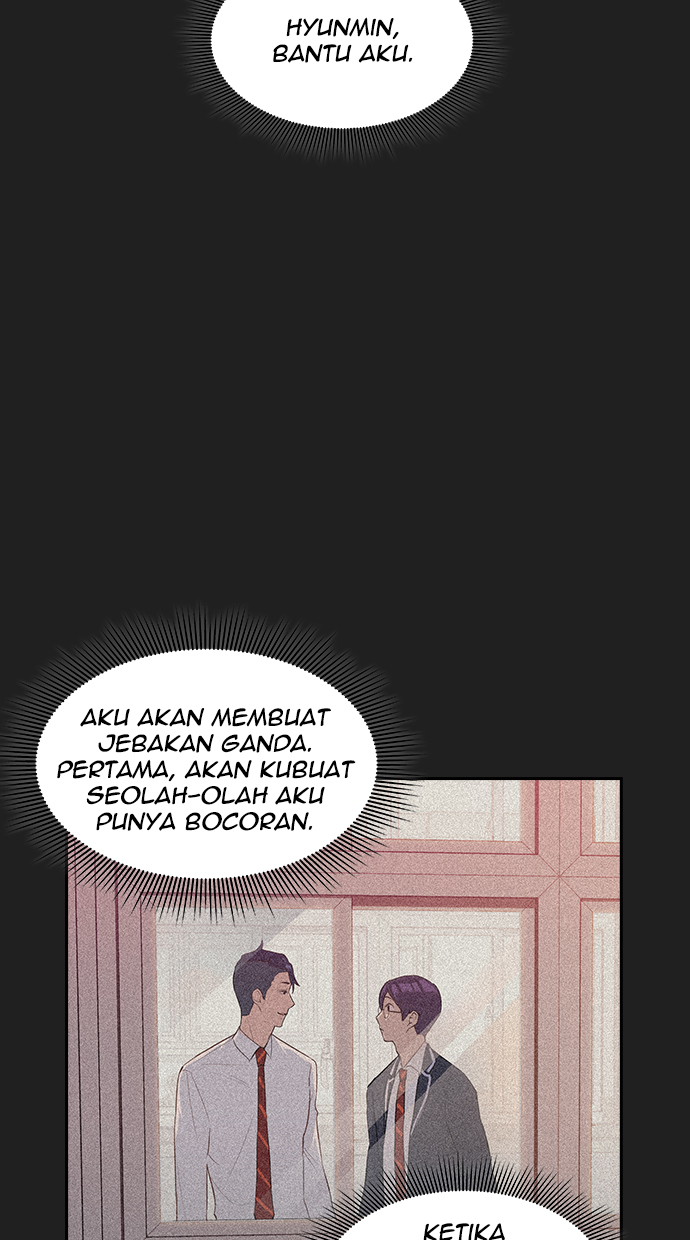 HYUNMIN,
BANTU AKU.
AKU AKAN MEMBUAT
JEBAKAN GANDA.
PERTAMA, AKAN KUBUAT
SEOLAH-OLAH AKU
PUNYA BOCORAN.
KETIKA